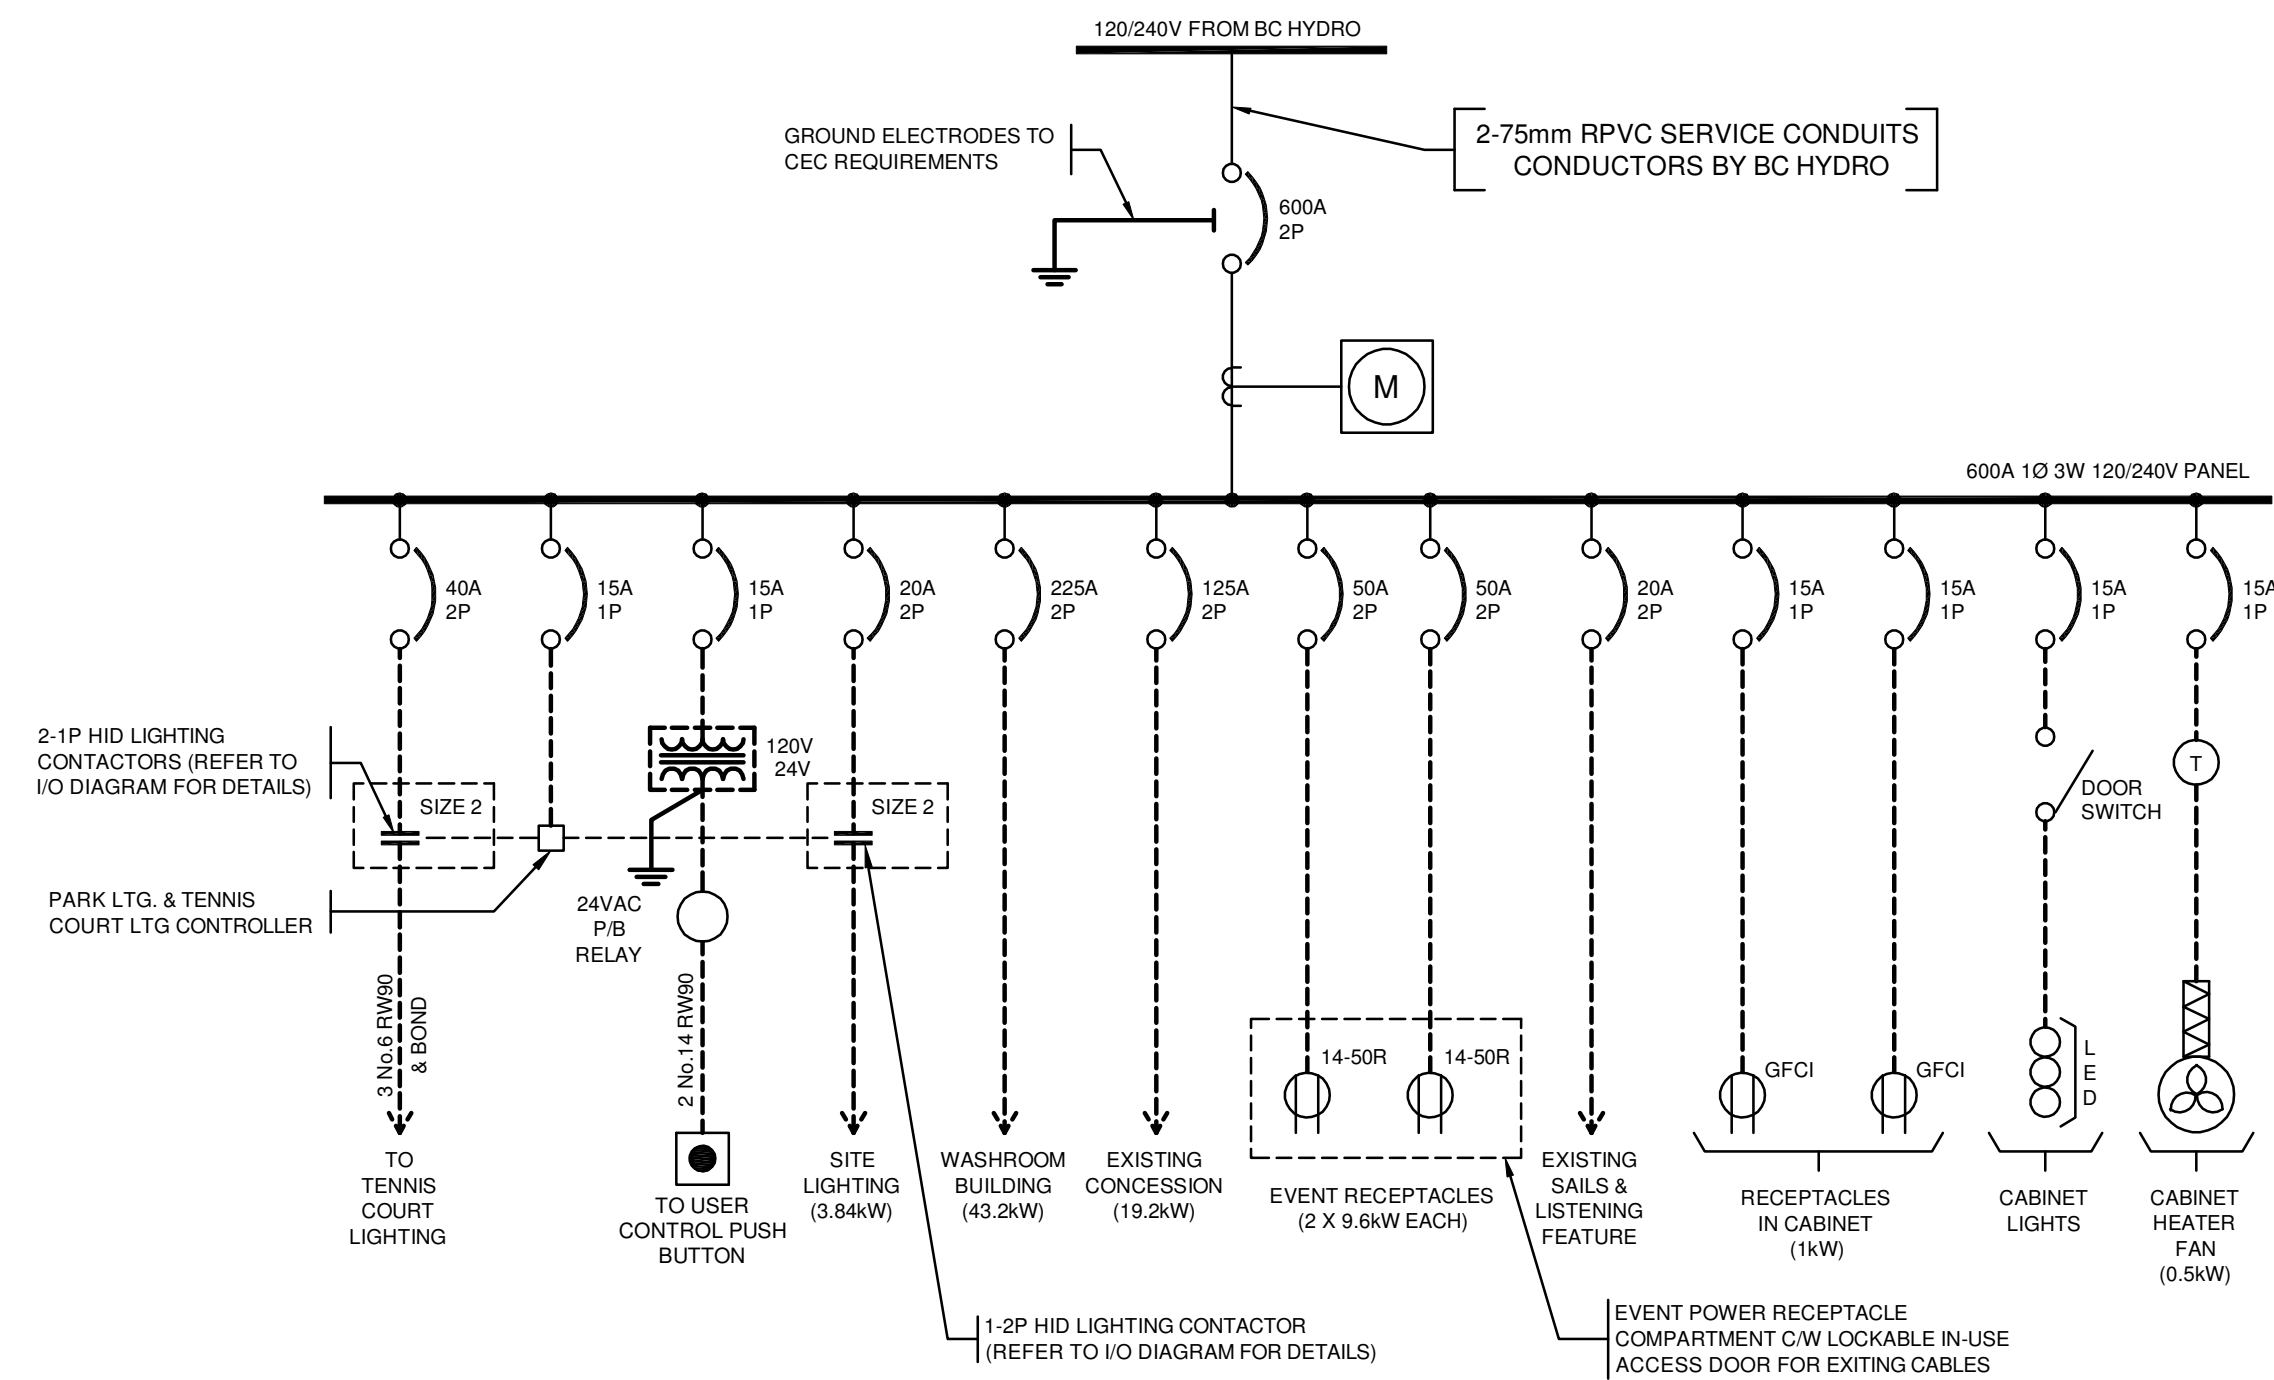 120/240V FROM BC HYDRO
GROUND ELECTRODES TO
CEC REQUIREMENTS
2-75mm RPVC SERVICE CONDUITS
CONDUCTORS BY BC HYDRO
600A
2P
M
600A 1Ø 3W 120/240V PANEL
40A
2P
15A
1P
15A
1P
20A
2P
225A
2P
125A
2P
50A
2P
50A
2P
20A
2P
15A
1P
15A
1P
15A
1P
15A
1P
2-1P HID LIGHTING
CONTACTORS (REFER TO
I/O DIAGRAM FOR DETAILS)
SIZE 2
120V
24V
SIZE 2
T
DOOR
SWITCH
PARK LTG. & TENNIS
COURT LTG CONTROLLER
24VAC
P/B
RELAY
3 No.6 RW90
& BOND
2 No.14 RW90
14-50R
14-50R
GFCI
GFCI
L
E
D
TO
TENNIS
COURT
LIGHTING
TO USER
CONTROL PUSH
BUTTON
SITE
LIGHTING
(3.84kW)
WASHROOM
BUILDING
(43.2kW)
EXISTING
CONCESSION
(19.2kW)
EVENT RECEPTACLES
(2 X 9.6kW EACH)
EXISTING
SAILS &
LISTENING
FEATURE
RECEPTACLES
IN CABINET
(1kW)
CABINET
LIGHTS
CABINET
HEATER
FAN
(0.5kW)
1-2P HID LIGHTING CONTACTOR
(REFER TO I/O DIAGRAM FOR DETAILS)
EVENT POWER RECEPTACLE
COMPARTMENT C/W LOCKABLE IN-USE
ACCESS DOOR FOR EXITING CABLES